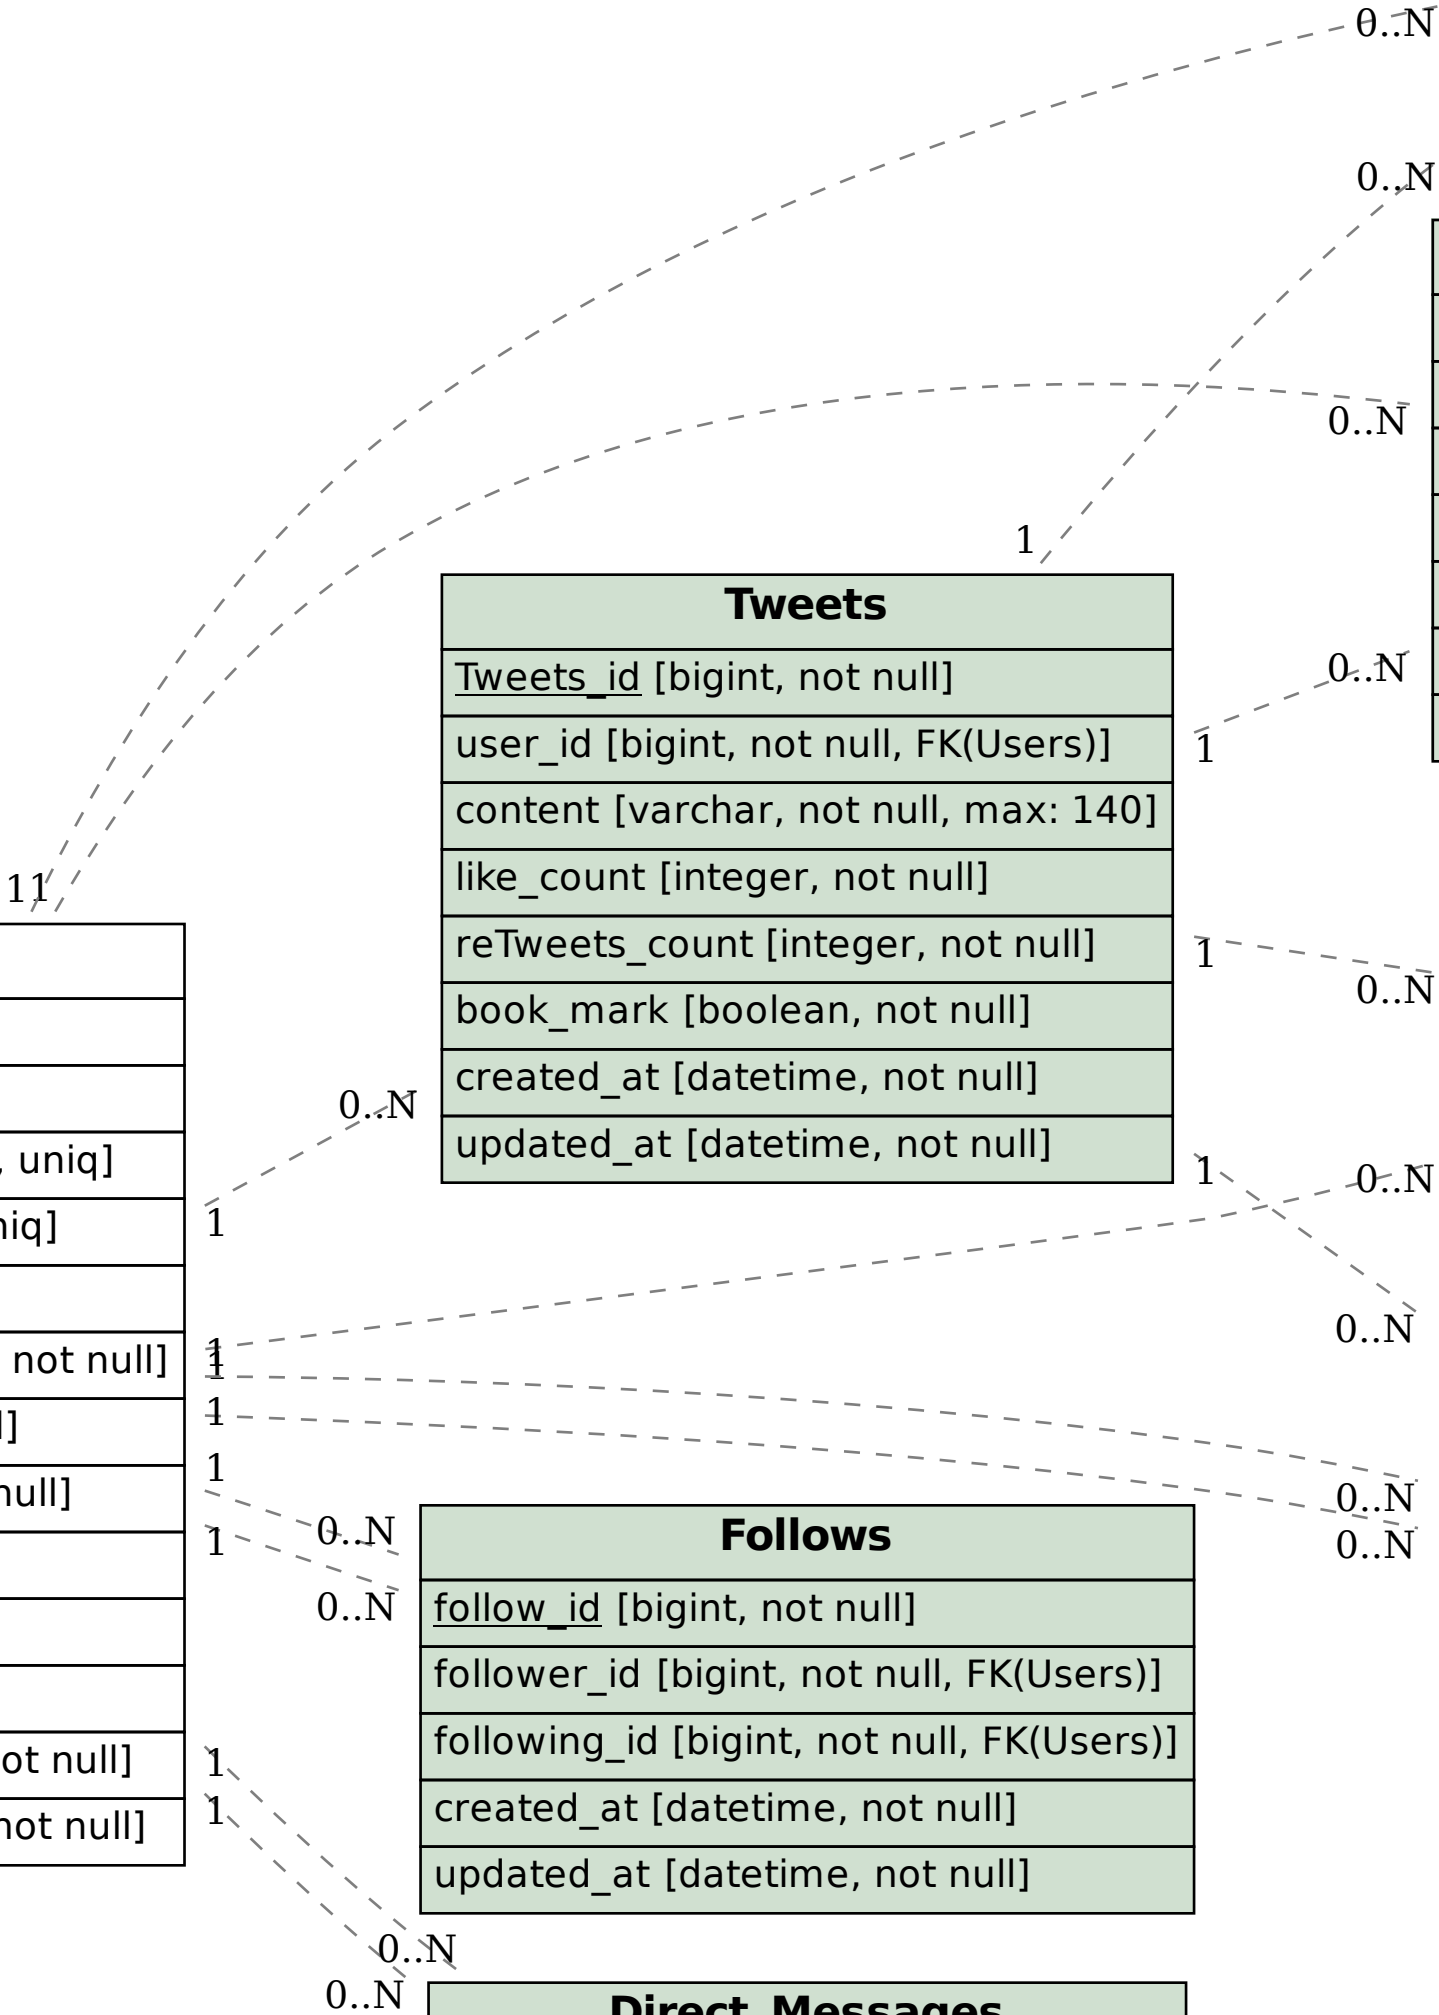 0..N
0..N
0..N
1
Tweets
Tweets_id [bigint, not null]
user_id [bigint, not null, FK(Users)]
content [varchar, not null, max: 140]
like_count [integer, not null]
reTweets_count [integer, not null]
book_mark [boolean, not null]
created_at [datetime, not null]
updated_at [datetime, not null]
0..N
1
11
1
0..N
0..N
, uniq]
niq]
1
1
0..N
0..N
not null]
1
1
l]
1
null]
1
1
0..N
0..N
0..N
0..N
Follows
follow_id [bigint, not null]
follower_id [bigint, not null, FK(Users)]
following_id [bigint, not null, FK(Users)]
created_at [datetime, not null]
updated_at [datetime, not null]
ot null]
1
not null]
1
0..N
0..N
Direct_Messages